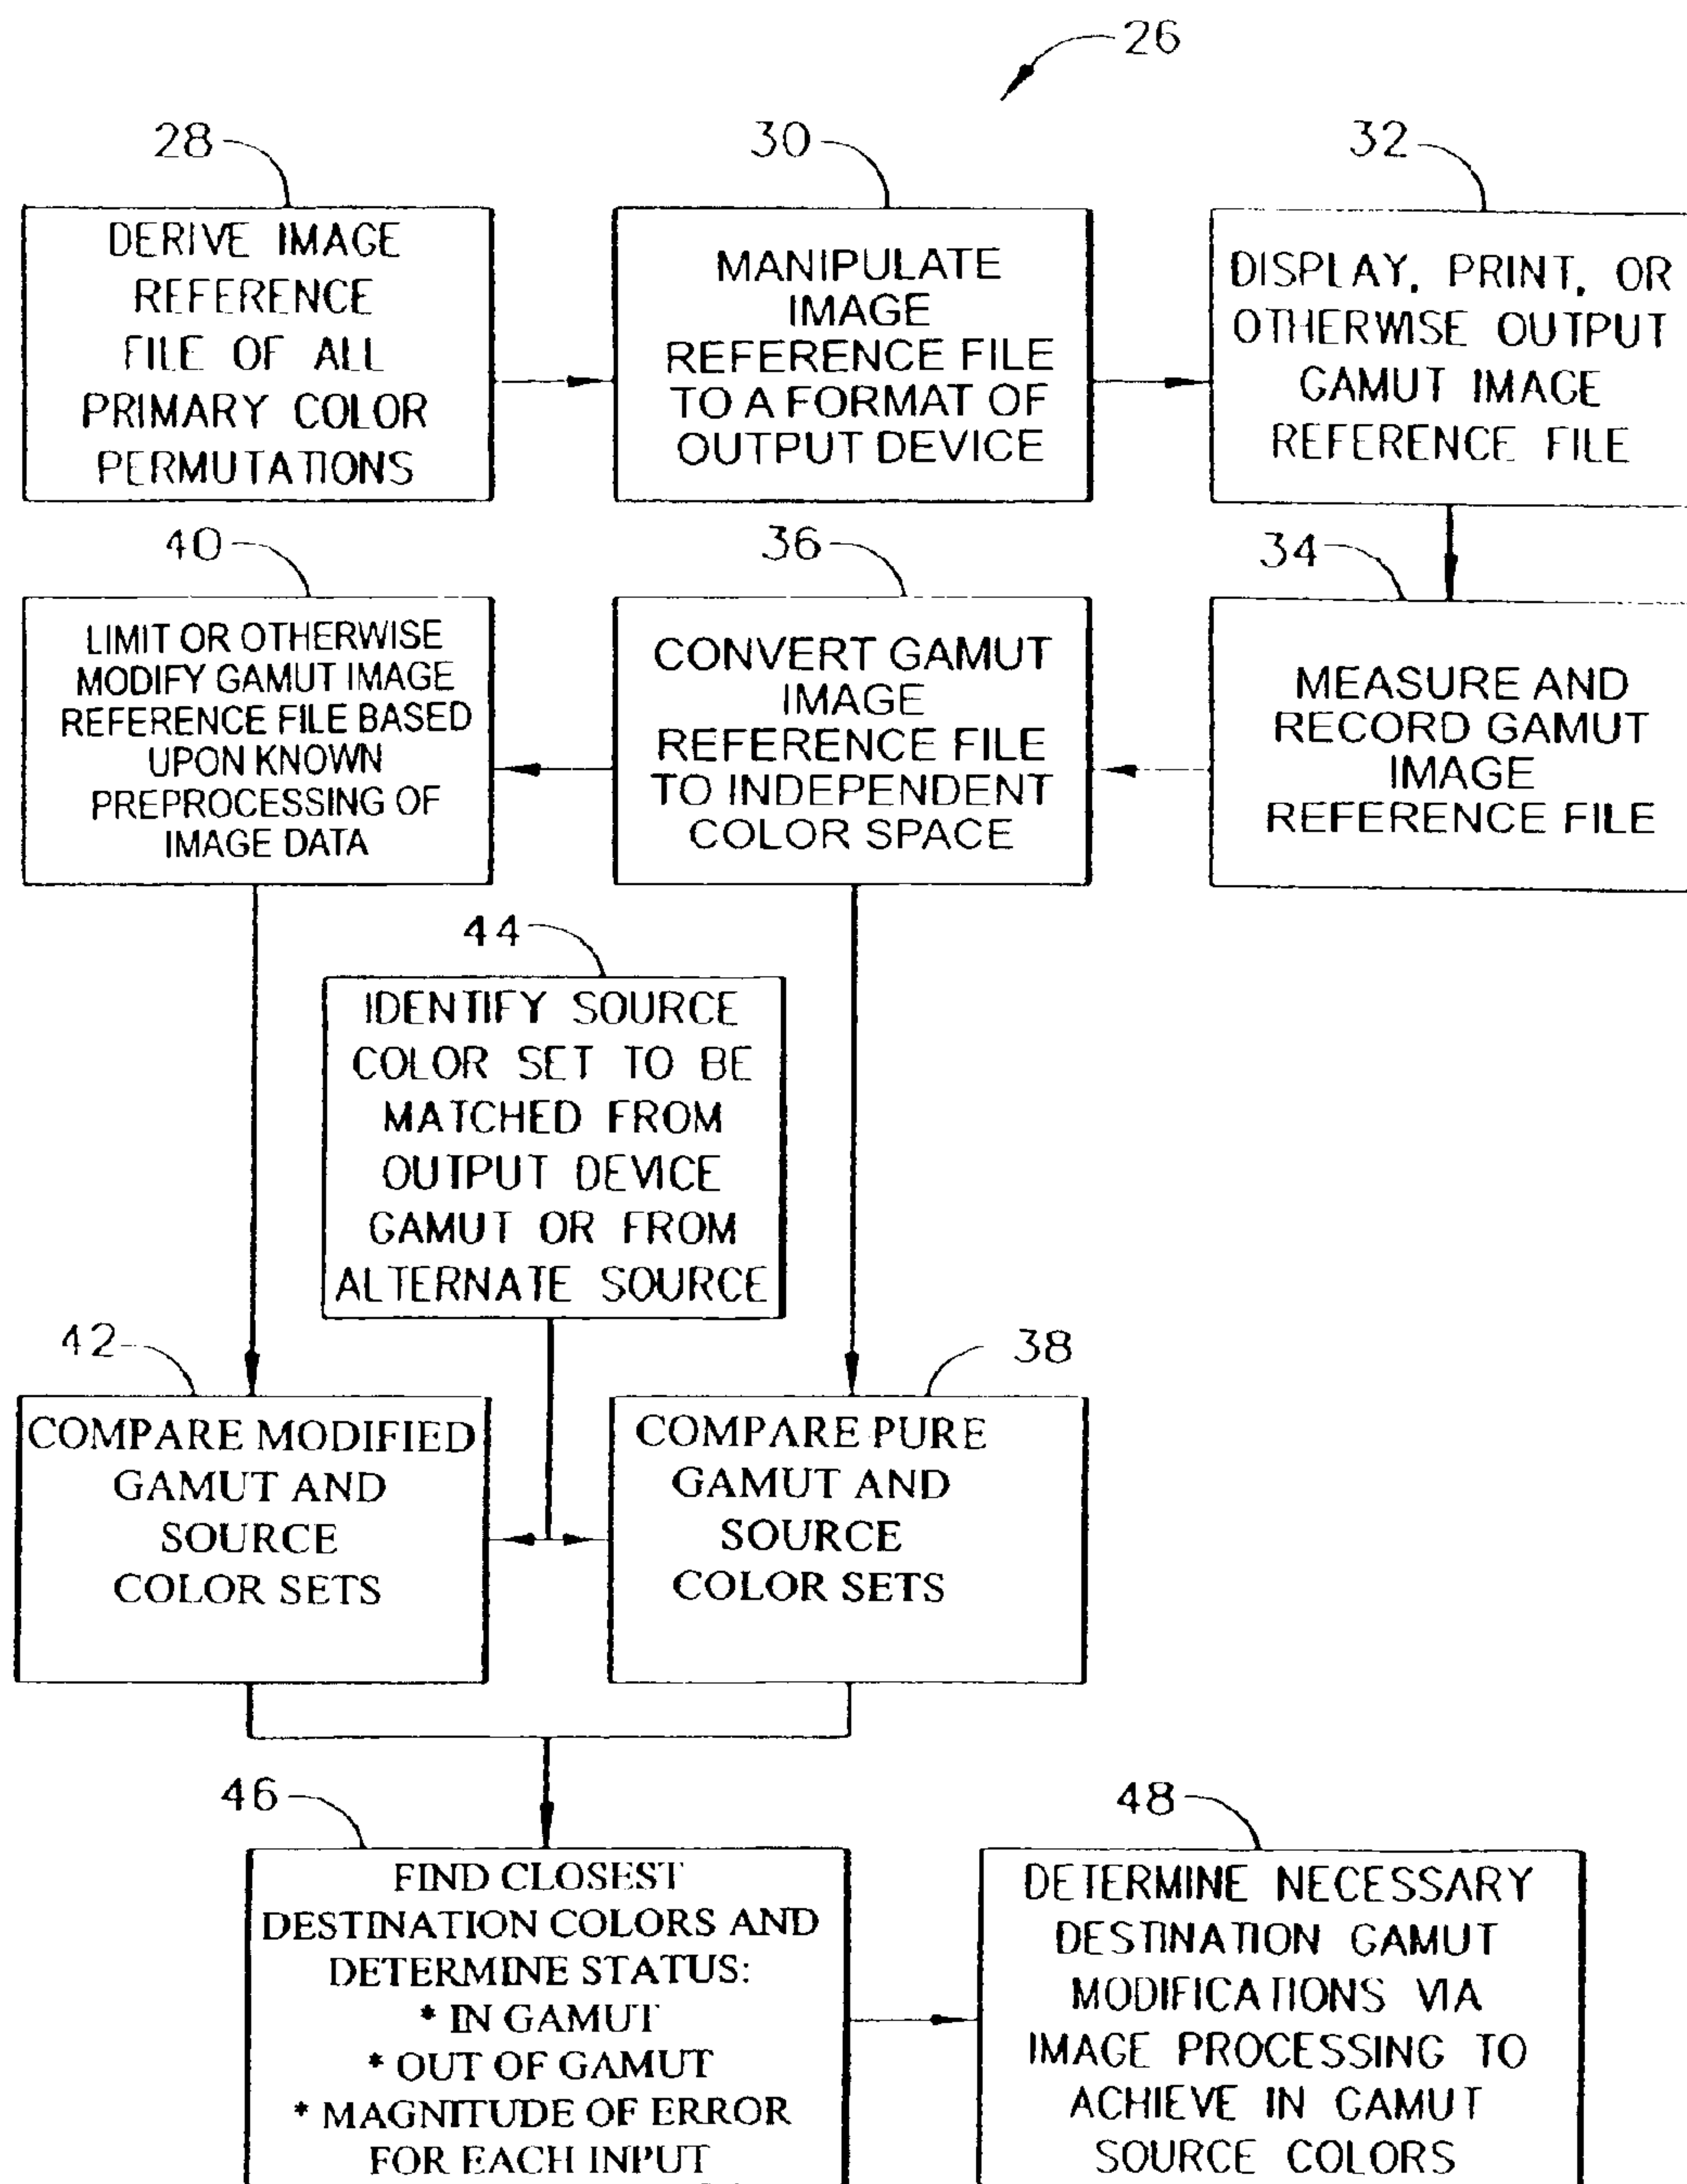 26
28
DERIVE IMAGE
REFERENCE
FILE OF ALL
PRIMARY COLOR
PERMUTATIONS
30
MANIPULATE
IMAGE
REFERENCE FILE
TO A FORMAT OF
OUTPUT DEVICE
32
DISPLAY, PRINT, OR
OTHERWISE OUTPUT
GAMUT IMAGE
REFERENCE FILE
40
LIMIT OR OTHERWISE
MODIFY GAMUT IMAGE
REFERENCE FILE BASED
UPON KNOWN
PREPROCESSING OF
IMAGE DATA
36
CONVERT GAMUT
IMAGE
REFERENCE FILE
TO INDEPENDENT
COLOR SPACE
34
MEASURE AND
RECORD GAMUT
IMAGE
REFERENCE FILE
44
IDENTIFY SOURCE
COLOR SET TO BE
MATCHED FROM
OUTPUT DEVICE
GAMUT OR FROM
ALTERNATE SOURCE
42
COMPARE MODIFIED
GAMUT AND
SOURCE
COLOR SETS
38
COMPARE PURE
GAMUT AND
SOURCE
COLOR SETS
46
FIND CLOSEST
DESTINATION COLORS AND
DETERMINE STATUS:
* IN GAMUT
* OUT OF GAMUT
* MAGNITUDE OF ERROR
FOR EACH INPUT
48
DETERMINE NECESSARY
DESTINATION GAMUT
MODIFICATIONS VIA
IMAGE PROCESSING TO
ACHIEVE IN GAMUT
SOURCE COLORS